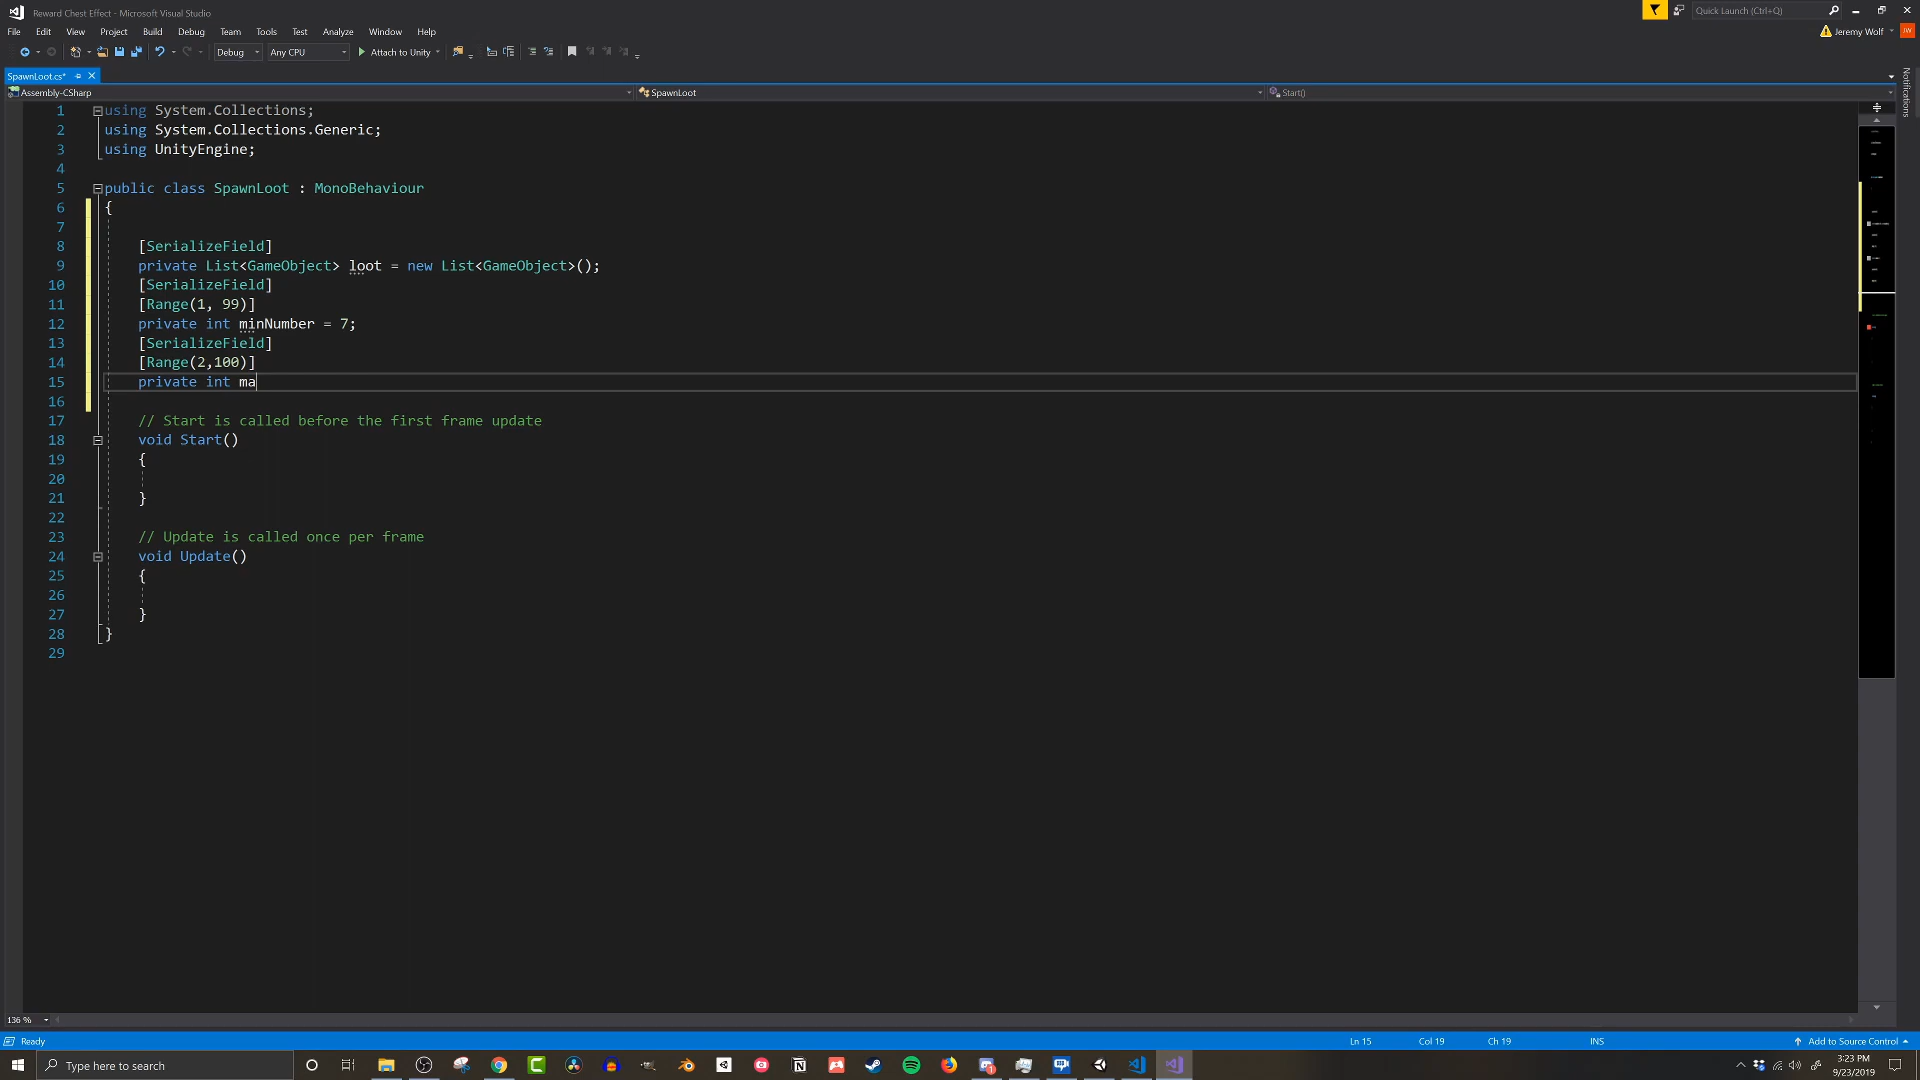 Reward Chest Effect - Microsoft Visual Studio
Quick Launch (Ctrl+Q)
File Edit View Project Build Debug Team Tools Test Analyze Window Help
Jeremy Wolf JW
Debug Any CPU Attach to Unity
SpawnLoot.cs*
Notifications
Assembly-CSharp SpawnLoot Start()
1 using System.Collections;
2 using System.Collections.Generic;
3 using UnityEngine;
4
5 public class SpawnLoot : MonoBehaviour
6 {
7
8 [SerializeField]
9 private List<GameObject> loot = new List<GameObject>();
10 [SerializeField]
11 [Range(1, 99)]
12 private int minNumber = 7;
13 [SerializeField]
14 [Range(2,100)]
15 private int ma
16
17 // Start is called before the first frame update
18 void Start()
19 {
20
21 }
22
23 // Update is called once per frame
24 void Update()
25 {
26
27 }
28 }
29
136 %
Ready Ln 15 Col 19 Ch 19 INS Add to Source Control
Type here to search
3:23 PM
9/23/2019